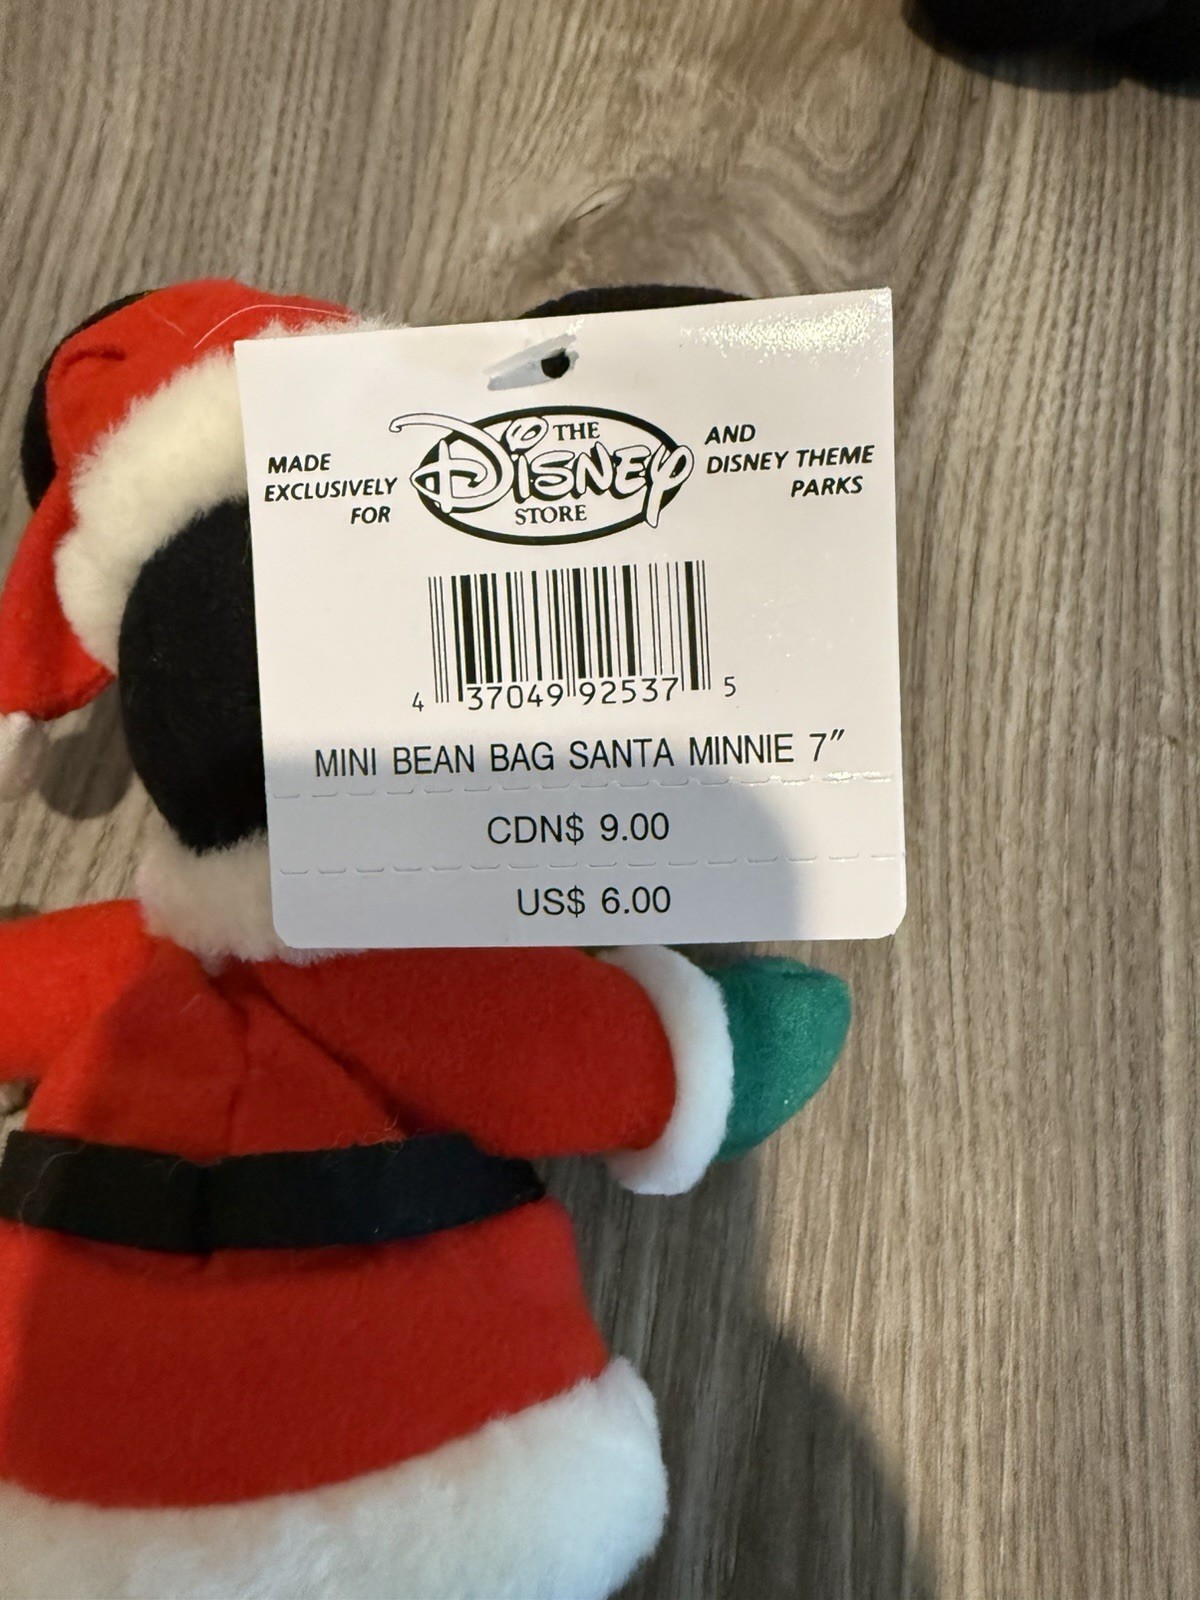 MADE
EXCLUSIVELY
FOR
THE
DISNEY
STORE
AND
DISNEY THEME
PARKS
4 37049 92537 5
MINI BEAN BAG SANTA MINNIE 7"
CDN$ 9.00
US$ 6.00